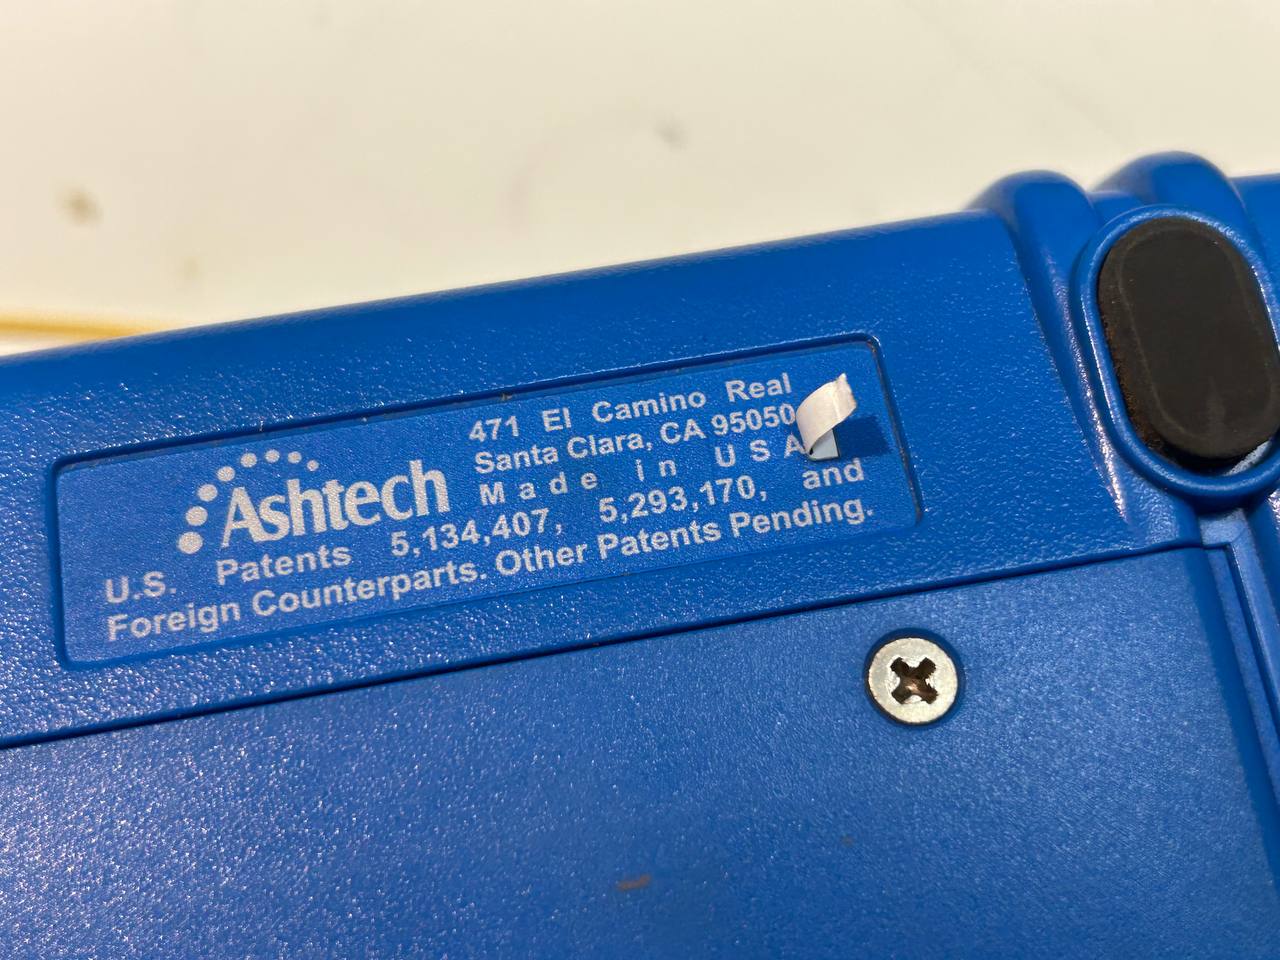 471 El Camino Real
Santa Clara, CA 95050
Made in USA
Ashtech
U.S. Patents 5,134,407, 5,293,170, and
Foreign Counterparts. Other Patents Pending.